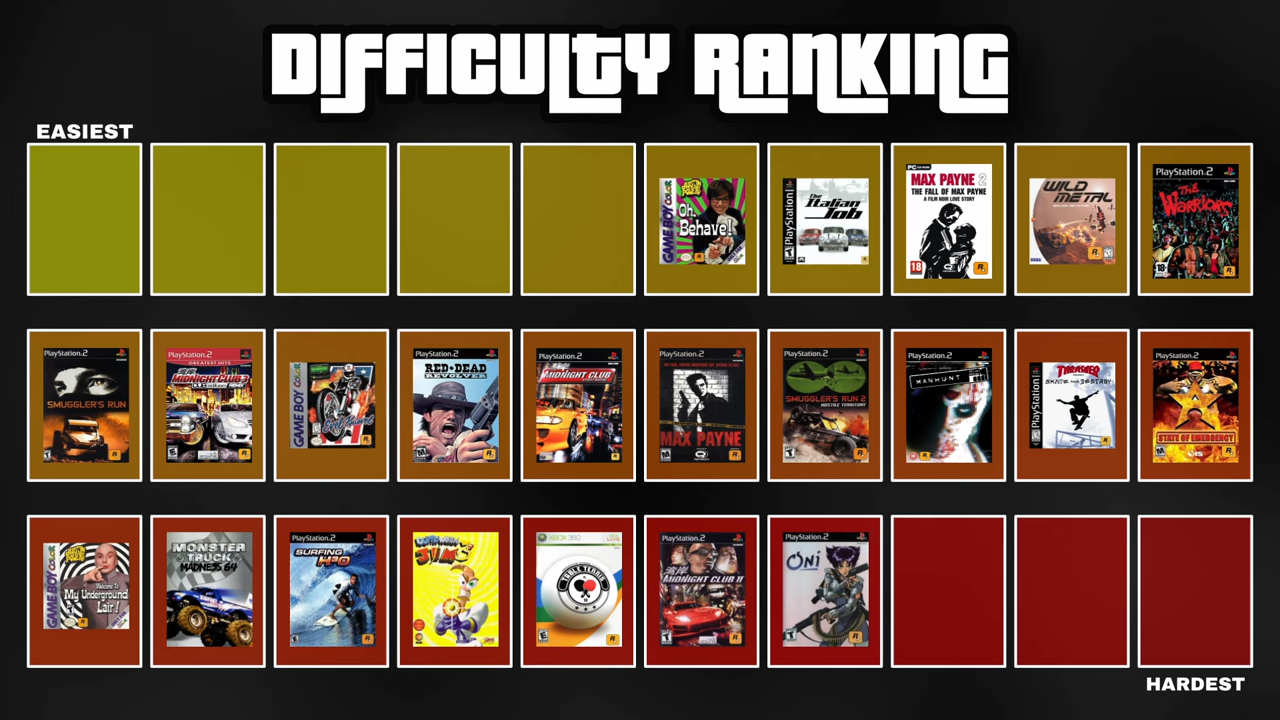 DIFFICULTY RANKING
EASIEST
GAME BOY COLOR
Oh,
Behave!
PlayStation
The
Italian
Job
PC
MAX PAYNE 2
THE FALL OF MAX PAYNE
A FILM NOIR LOVE STORY
18
WILD
METAL
PlayStation 2
THE
WARRIORS
18
PlayStation 2
SMUGGLER'S RUN
PlayStation 2
GREATEST HITS
MIDNIGHT CLUB 3
GAME BOY COLOR
PlayStation 2
RED DEAD
REVOLVER
PlayStation 2
MIDNIGHT CLUB
PlayStation 2
MAX PAYNE
PlayStation 2
SMUGGLER'S RUN 2
HOSTILE TERRITORY
PlayStation 2
MANHUNT
PlayStation
THRASHER
SKATE AND DESTROY
PlayStation 2
STATE OF EMERGENCY
GAME BOY COLOR
Welcome To
My Underground
Lair!
MONSTER
TRUCK
MADNESS 64
PlayStation 2
SURFING
H3O
EARTHWORM
JIM 3
XBOX 360
TABLE TENNIS
PlayStation 2
MIDNIGHT CLUB II
PlayStation 2
ONI
HARDEST